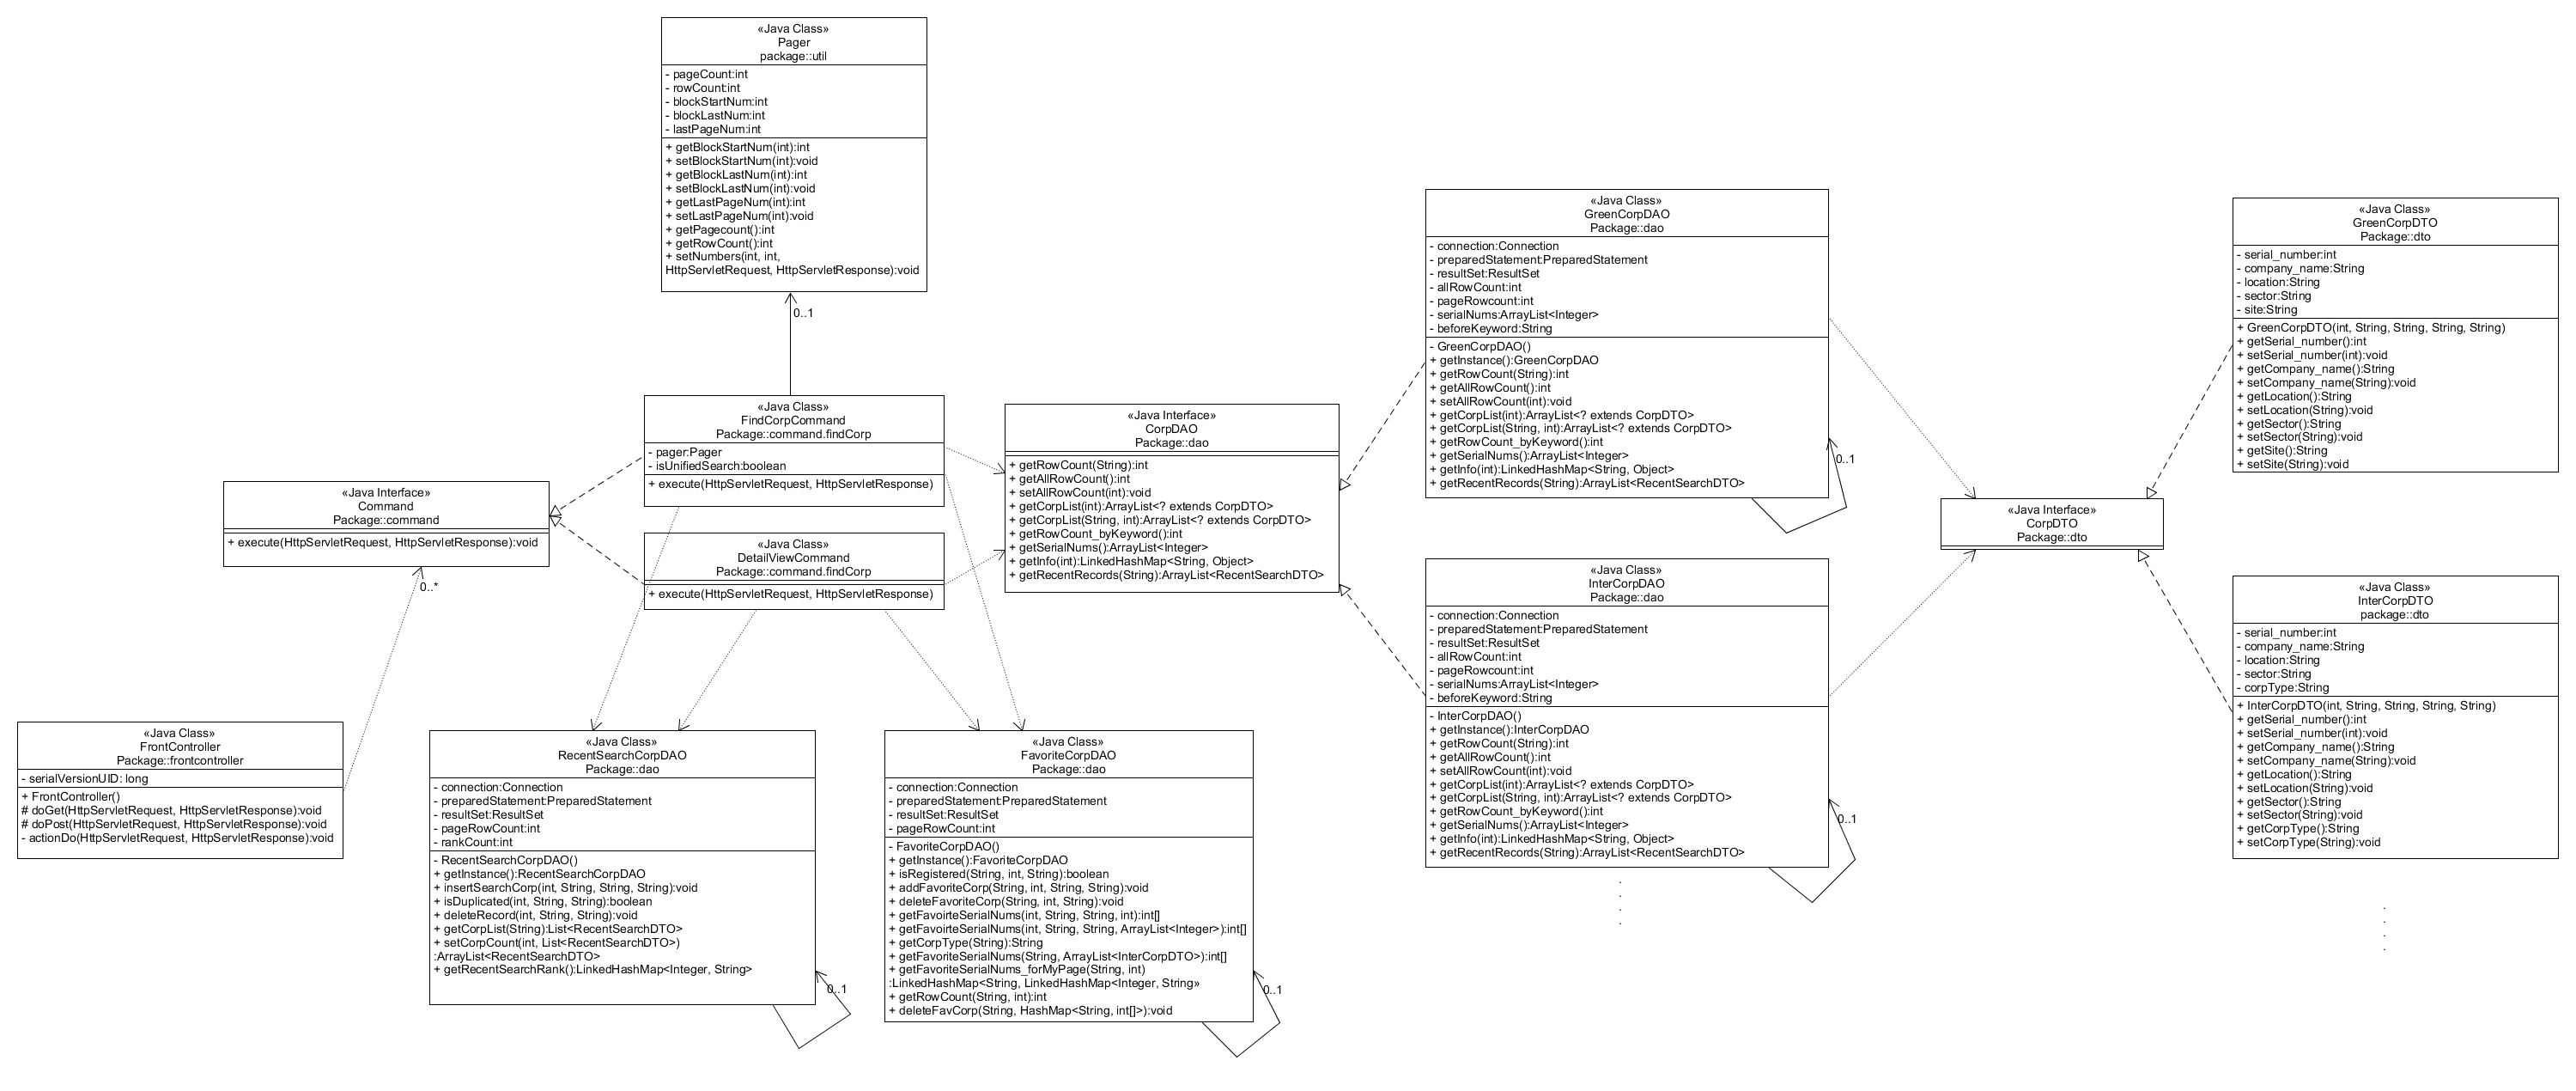 «Java Class»
Pager
package::util
- pageCount:int
- rowCount:int
- blockStartNum:int
- blockLastNum:int
- lastPageNum:int
+ getBlockStartNum(int):int
+ setBlockStartNum(int):void
+ getBlockLastNum(int):int
+ setBlockLastNum(int):void
+ getLastPageNum(int):int
+ setLastPageNum(int):void
+ getPagecount():int
+ getRowCount():int
+ setNumbers(int, int,
HttpServletRequest, HttpServletResponse):void
0..1
«Java Class»
FindCorpCommand
Package::command.findCorp
- pager:Pager
- isUnifiedSearch:boolean
+ execute(HttpServletRequest, HttpServletResponse)
«Java Interface»
Command
Package::command
+ execute(HttpServletRequest, HttpServletResponse):void
0..*
«Java Class»
DetailViewCommand
Package::command.findCorp
+ execute(HttpServletRequest, HttpServletResponse)
«Java Class»
FrontController
Package::frontcontroller
- serialVersionUID: long
+ FrontController()
# doGet(HttpServletRequest, HttpServletResponse):void
# doPost(HttpServletRequest, HttpServletResponse):void
- actionDo(HttpServletRequest, HttpServletResponse):void
«Java Class»
RecentSearchCorpDAO
Package::dao
- connection:Connection
- preparedStatement:PreparedStatement
- resultSet:ResultSet
- pageRowCount:int
- rankCount:int
- RecentSearchCorpDAO()
+ getInstance():RecentSearchCorpDAO
+ insertSearchCorp(int, String, String, String):void
+ isDuplicated(int, String, String):boolean
+ deleteRecord(int, String, String):void
+ getCorpList(String):List<RecentSearchDTO>
+ setCorpCount(int, List<RecentSearchDTO>)
:ArrayList<RecentSearchDTO>
+ getRecentSearchRank():LinkedHashMap<Integer, String>
0..1
«Java Class»
FavoriteCorpDAO
Package::dao
- connection:Connection
- preparedStatement:PreparedStatement
- resultSet:ResultSet
- pageRowCount:int
- FavoriteCorpDAO()
+ getInstance():FavoriteCorpDAO
+ isRegistered(String, int, String):boolean
+ addFavoriteCorp(String, int, String, String):void
+ deleteFavoriteCorp(String, int, String):void
+ getFavoirteSerialNums(int, String, String, int):int[]
+ getFavoirteSerialNums(int, String, String, ArrayList<Integer>):int[]
+ getCorpType(String):String
+ getFavoriteSerialNums(String, ArrayList<InterCorpDTO>):int[]
+ getFavoriteSerialNums_forMyPage(String, int)
:LinkedHashMap<String, LinkedHashMap<Integer, String»
+ getRowCount(String, int):int
+ deleteFavCorp(String, HashMap<String, int[]>):void
0..1
«Java Interface»
CorpDAO
Package::dao
+ getRowCount(String):int
+ getAllRowCount():int
+ setAllRowCount(int):void
+ getCorpList(int):ArrayList<? extends CorpDTO>
+ getCorpList(String, int):ArrayList<? extends CorpDTO>
+ getRowCount_byKeyword():int
+ getSerialNums():ArrayList<Integer>
+ getInfo(int):LinkedHashMap<String, Object>
+ getRecentRecords(String):ArrayList<RecentSearchDTO>
«Java Class»
GreenCorpDAO
Package::dao
- connection:Connection
- preparedStatement:PreparedStatement
- resultSet:ResultSet
- allRowCount:int
- pageRowcount:int
- serialNums:ArrayList<Integer>
- beforeKeyword:String
- GreenCorpDAO()
+ getInstance():GreenCorpDAO
+ getRowCount(String):int
+ getAllRowCount():int
+ setAllRowCount(int):void
+ getCorpList(int):ArrayList<? extends CorpDTO>
+ getCorpList(String, int):ArrayList<? extends CorpDTO>
+ getRowCount_byKeyword():int
+ getSerialNums():ArrayList<Integer>
+ getInfo(int):LinkedHashMap<String, Object>
+ getRecentRecords(String):ArrayList<RecentSearchDTO>
0..1
«Java Class»
InterCorpDAO
Package::dao
- connection:Connection
- preparedStatement:PreparedStatement
- resultSet:ResultSet
- allRowCount:int
- pageRowcount:int
- serialNums:ArrayList<Integer>
- beforeKeyword:String
- InterCorpDAO()
+ getInstance():InterCorpDAO
+ getRowCount(String):int
+ getAllRowCount():int
+ setAllRowCount(int):void
+ getCorpList(int):ArrayList<? extends CorpDTO>
+ getCorpList(String, int):ArrayList<? extends CorpDTO>
+ getRowCount_byKeyword():int
+ getSerialNums():ArrayList<Integer>
+ getInfo(int):LinkedHashMap<String, Object>
+ getRecentRecords(String):ArrayList<RecentSearchDTO>
0..1
.
.
.
.
«Java Interface»
CorpDTO
Package::dto
«Java Class»
GreenCorpDTO
Package::dto
- serial_number:int
- company_name:String
- location:String
- sector:String
- site:String
+ GreenCorpDTO(int, String, String, String, String)
+ getSerial_number():int
+ setSerial_number(int):void
+ getCompany_name():String
+ setCompany_name(String):void
+ getLocation():String
+ setLocation(String):void
+ getSector():String
+ setSector(String):void
+ getSite():String
+ setSite(String):void
«Java Class»
InterCorpDTO
package::dto
- serial_number:int
- company_name:String
- location:String
- sector:String
- corpType:String
+ InterCorpDTO(int, String, String, String, String)
+ getSerial_number():int
+ setSerial_number(int):void
+ getCompany_name():String
+ setCompany_name(String):void
+ getLocation():String
+ setLocation(String):void
+ getSector():String
+ setSector(String):void
+ getCorpType():String
+ setCorpType(String):void
.
.
.
.